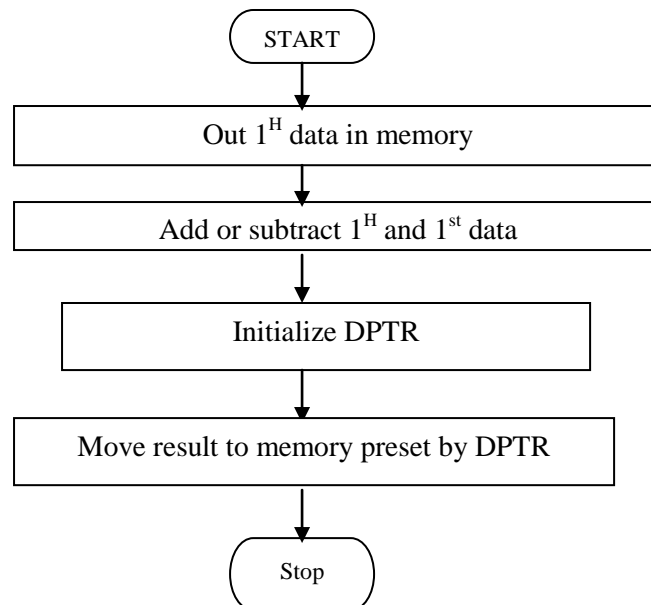 START
Out 1^H data in memory
Add or subtract 1^H and 1^st data
Initialize DPTR
Move result to memory preset by DPTR
Stop